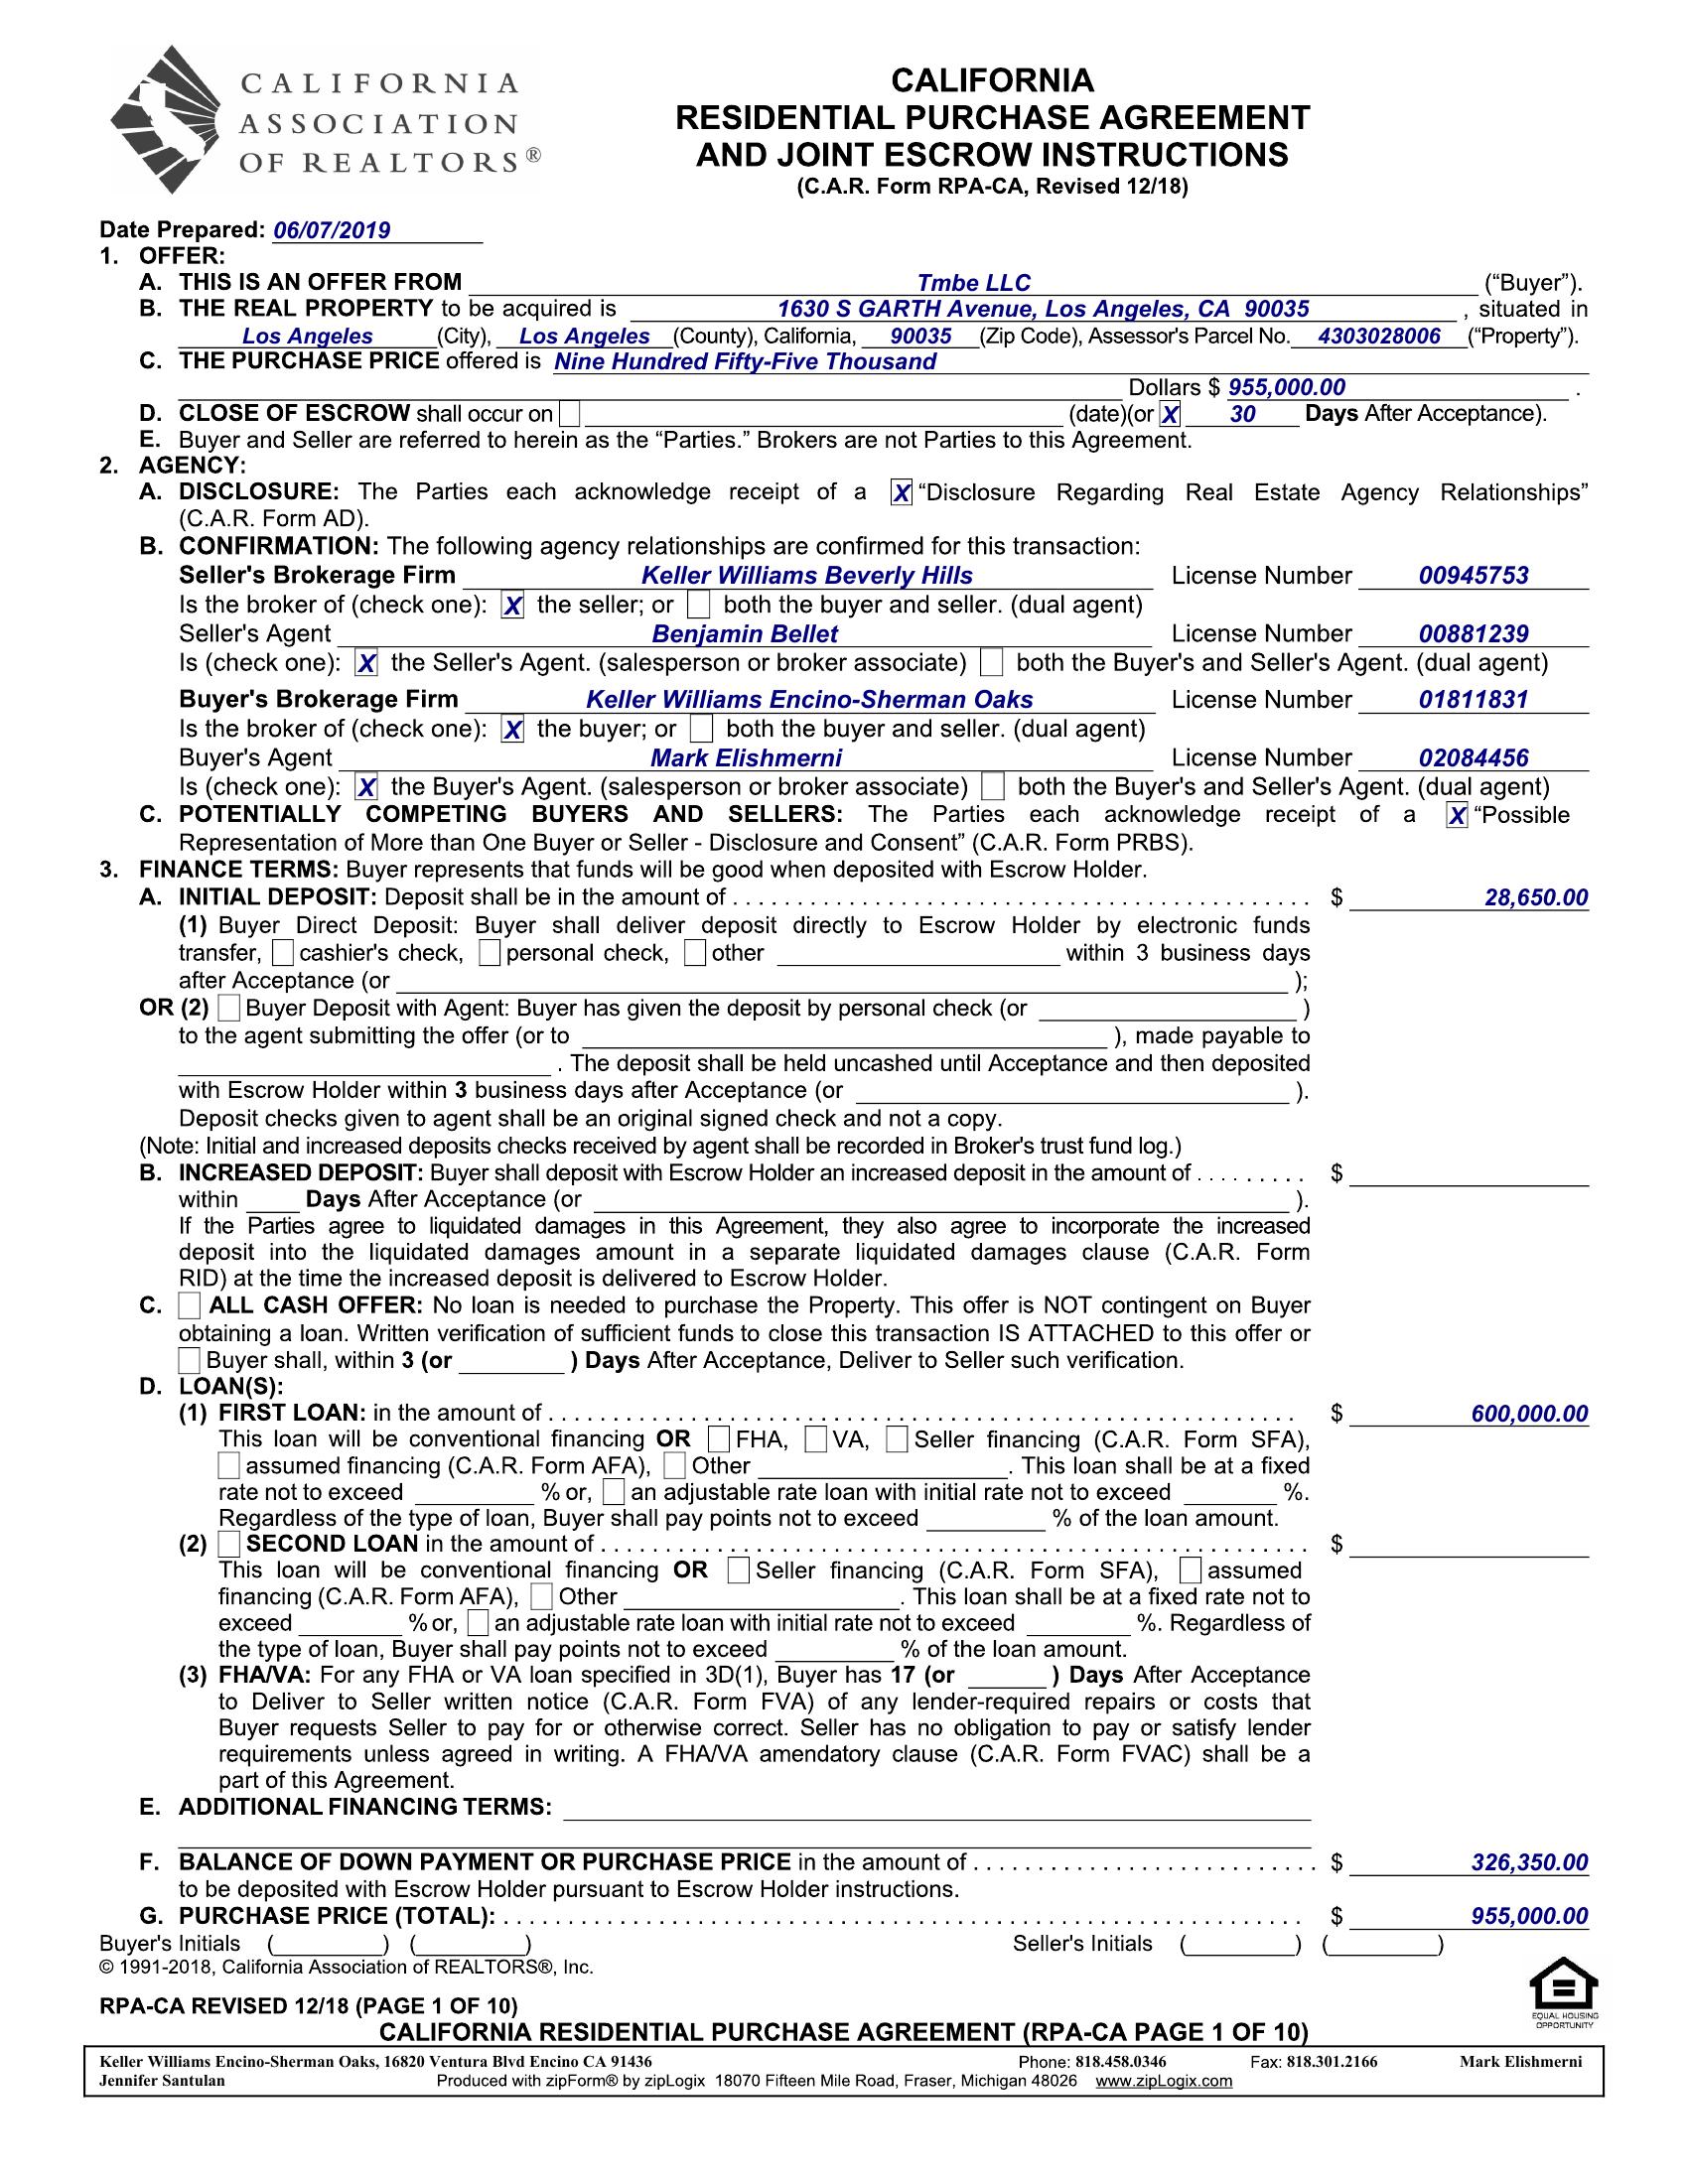 CALIFORNIA
ASSOCIATION
OF REALTORS®
CALIFORNIA
RESIDENTIAL PURCHASE AGREEMENT
AND JOINT ESCROW INSTRUCTIONS
(C.A.R. Form RPA-CA, Revised 12/18)
Date Prepared: 06/07/2019
1. OFFER:
A. THIS IS AN OFFER FROM Tmbe LLC (“Buyer”).
B. THE REAL PROPERTY to be acquired is 1630 S GARTH Avenue, Los Angeles, CA 90035 , situated in
Los Angeles (City), Los Angeles (County), California, 90035 (Zip Code), Assessor's Parcel No. 4303028006 (“Property”).
C. THE PURCHASE PRICE offered is Nine Hundred Fifty-Five Thousand
Dollars $ 955,000.00 .
D. CLOSE OF ESCROW shall occur on (date)(or X 30 Days After Acceptance).
E. Buyer and Seller are referred to herein as the “Parties.” Brokers are not Parties to this Agreement.
2. AGENCY:
A. DISCLOSURE: The Parties each acknowledge receipt of a X “Disclosure Regarding Real Estate Agency Relationships”
(C.A.R. Form AD).
B. CONFIRMATION: The following agency relationships are confirmed for this transaction:
Seller's Brokerage Firm Keller Williams Beverly Hills License Number 00945753
Is the broker of (check one): X the seller; or both the buyer and seller. (dual agent)
Seller's Agent Benjamin Bellet License Number 00881239
Is (check one): X the Seller's Agent. (salesperson or broker associate) both the Buyer's and Seller's Agent. (dual agent)
Buyer's Brokerage Firm Keller Williams Encino-Sherman Oaks License Number 01811831
Is the broker of (check one): X the buyer; or both the buyer and seller. (dual agent)
Buyer's Agent Mark Elishmerni License Number 02084456
Is (check one): X the Buyer's Agent. (salesperson or broker associate) both the Buyer's and Seller's Agent. (dual agent)
C. POTENTIALLY COMPETING BUYERS AND SELLERS: The Parties each acknowledge receipt of a X “Possible
Representation of More than One Buyer or Seller - Disclosure and Consent” (C.A.R. Form PRBS).
3. FINANCE TERMS: Buyer represents that funds will be good when deposited with Escrow Holder.
A. INITIAL DEPOSIT: Deposit shall be in the amount of . . . . . . . . . . $ 28,650.00
(1) Buyer Direct Deposit: Buyer shall deliver deposit directly to Escrow Holder by electronic funds
transfer, cashier's check, personal check, other within 3 business days
after Acceptance (or );
OR (2) Buyer Deposit with Agent: Buyer has given the deposit by personal check (or )
to the agent submitting the offer (or to ), made payable to
. The deposit shall be held uncashed until Acceptance and then deposited
with Escrow Holder within 3 business days after Acceptance (or ).
Deposit checks given to agent shall be an original signed check and not a copy.
(Note: Initial and increased deposits checks received by agent shall be recorded in Broker's trust fund log.)
B. INCREASED DEPOSIT: Buyer shall deposit with Escrow Holder an increased deposit in the amount of . . . . . . . . . $
within Days After Acceptance (or ).
If the Parties agree to liquidated damages in this Agreement, they also agree to incorporate the increased
deposit into the liquidated damages amount in a separate liquidated damages clause (C.A.R. Form
RID) at the time the increased deposit is delivered to Escrow Holder.
C. ALL CASH OFFER: No loan is needed to purchase the Property. This offer is NOT contingent on Buyer
obtaining a loan. Written verification of sufficient funds to close this transaction IS ATTACHED to this offer or
Buyer shall, within 3 (or ) Days After Acceptance, Deliver to Seller such verification.
D. LOAN(S):
(1) FIRST LOAN: in the amount of . . . . . . . . . . $ 600,000.00
This loan will be conventional financing OR FHA, VA, Seller financing (C.A.R. Form SFA),
assumed financing (C.A.R. Form AFA), Other . This loan shall be at a fixed
rate not to exceed % or, an adjustable rate loan with initial rate not to exceed %.
Regardless of the type of loan, Buyer shall pay points not to exceed % of the loan amount.
(2) SECOND LOAN in the amount of . . . . . . . . . . $
This loan will be conventional financing OR Seller financing (C.A.R. Form SFA), assumed
financing (C.A.R. Form AFA), Other . This loan shall be at a fixed rate not to
exceed % or, an adjustable rate loan with initial rate not to exceed %. Regardless of
the type of loan, Buyer shall pay points not to exceed % of the loan amount.
(3) FHA/VA: For any FHA or VA loan specified in 3D(1), Buyer has 17 (or ) Days After Acceptance
to Deliver to Seller written notice (C.A.R. Form FVA) of any lender-required repairs or costs that
Buyer requests Seller to pay for or otherwise correct. Seller has no obligation to pay or satisfy lender
requirements unless agreed in writing. A FHA/VA amendatory clause (C.A.R. Form FVAC) shall be a
part of this Agreement.
E. ADDITIONAL FINANCING TERMS:
F. BALANCE OF DOWN PAYMENT OR PURCHASE PRICE in the amount of . . . . . . . . . . $ 326,350.00
to be deposited with Escrow Holder pursuant to Escrow Holder instructions.
G. PURCHASE PRICE (TOTAL): . . . . . . . . . . $ 955,000.00
Buyer's Initials ( ) ( ) Seller's Initials ( ) ( )
© 1991-2018, California Association of REALTORS®, Inc.
RPA-CA REVISED 12/18 (PAGE 1 OF 10)
EQUAL HOUSING
OPPORTUNITY
CALIFORNIA RESIDENTIAL PURCHASE AGREEMENT (RPA-CA PAGE 1 OF 10)
Keller Williams Encino-Sherman Oaks, 16820 Ventura Blvd Encino CA 91436 Phone: 818.458.0346 Fax: 818.301.2166 Mark Elishmerni
Jennifer Santulan Produced with zipForm® by zipLogix 18070 Fifteen Mile Road, Fraser, Michigan 48026 www.zipLogix.com